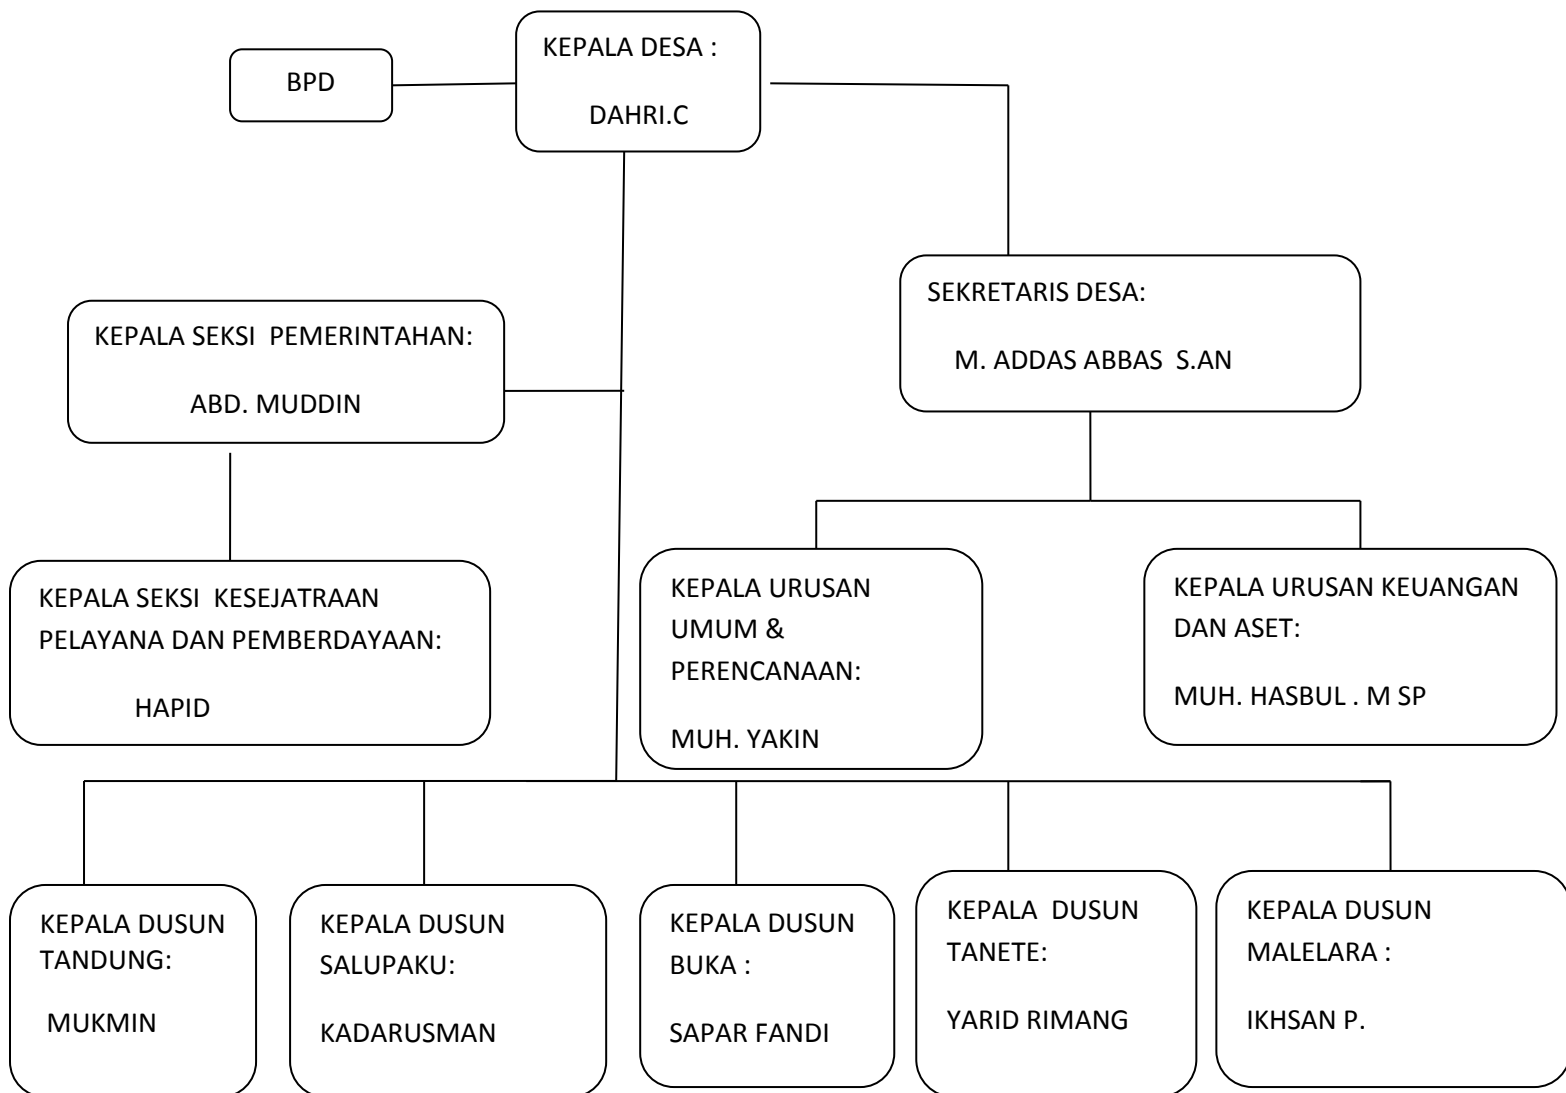 BPD
KEPALA DESA :
DAHRI.C
SEKRETARIS DESA:
M. ADDAS ABBAS  S.AN
KEPALA SEKSI  PEMERINTAHAN:
ABD. MUDDIN
KEPALA SEKSI  KESEJATRAAN
PELAYANA DAN PEMBERDAYAAN:
HAPID
KEPALA URUSAN
UMUM &
PERENCANAAN:
MUH. YAKIN
KEPALA URUSAN KEUANGAN
DAN ASET:
MUH. HASBUL . M SP
KEPALA DUSUN
TANDUNG:
MUKMIN
KEPALA DUSUN
SALUPAKU:
KADARUSMAN
KEPALA DUSUN
BUKA :
SAPAR FANDI
KEPALA  DUSUN
TANETE:
YARID RIMANG
KEPALA DUSUN
MALELARA :
IKHSAN P.